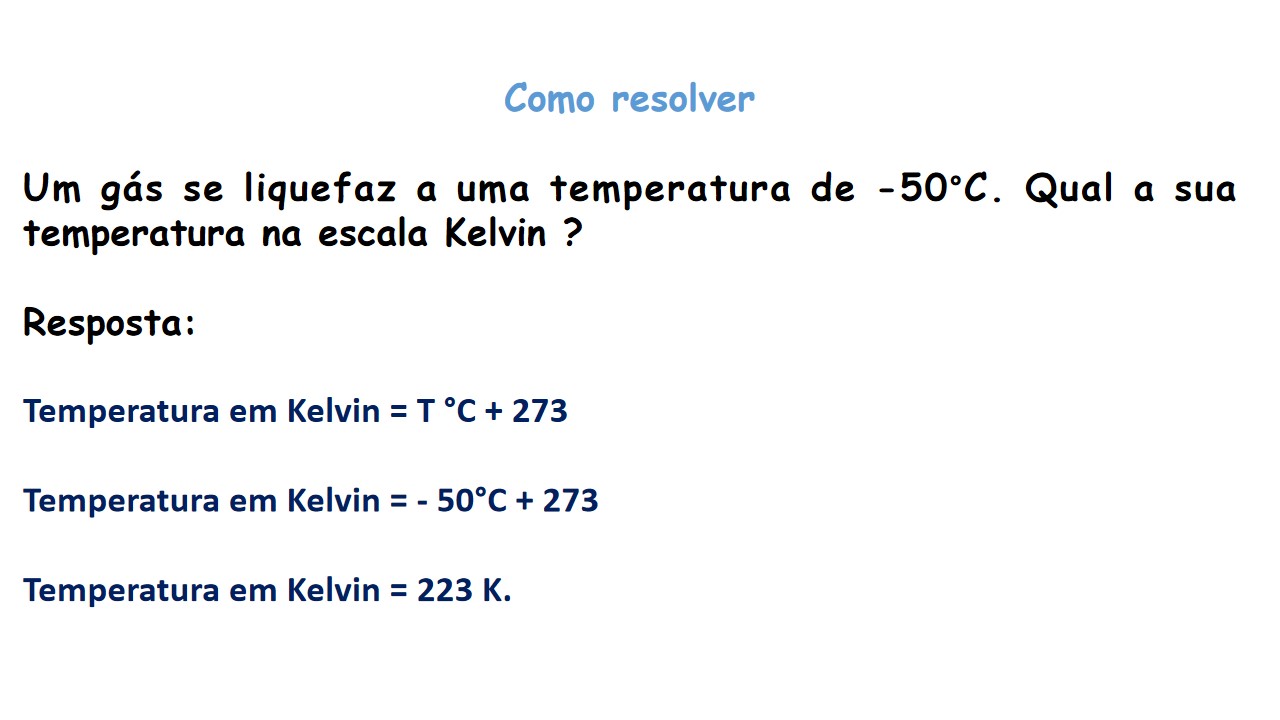 Como resolver
Um gás se liquefaz a uma temperatura de -50°C. Qual a sua
temperatura na escala Kelvin ?
Resposta:
Temperatura em Kelvin = T °C + 273
Temperatura em Kelvin = - 50°C + 273
Temperatura em Kelvin = 223 K.